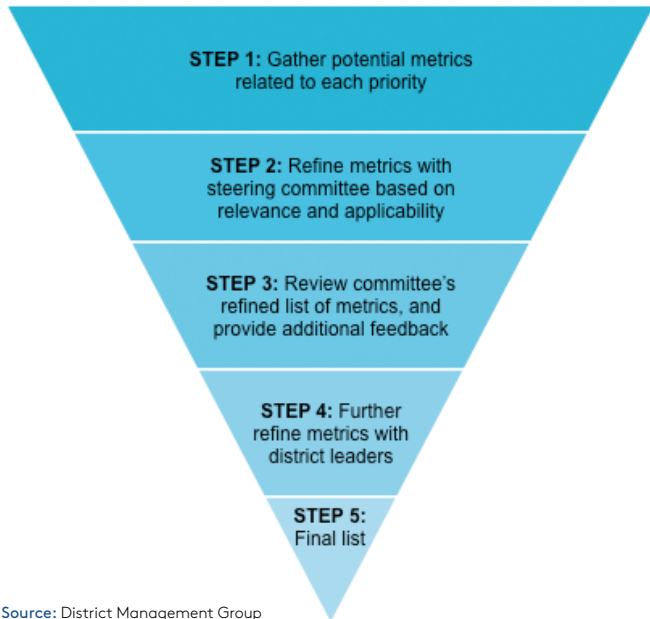 STEP 1: Gather potential metrics
related to each priority
STEP 2: Refine metrics with
steering committee based on
relevance and applicability
STEP 3: Review committee's
refined list of metrics, and
provide additional feedback
STEP 4: Further
refine metrics with
district leaders
STEP 5:
Final list
Source: District Management Group